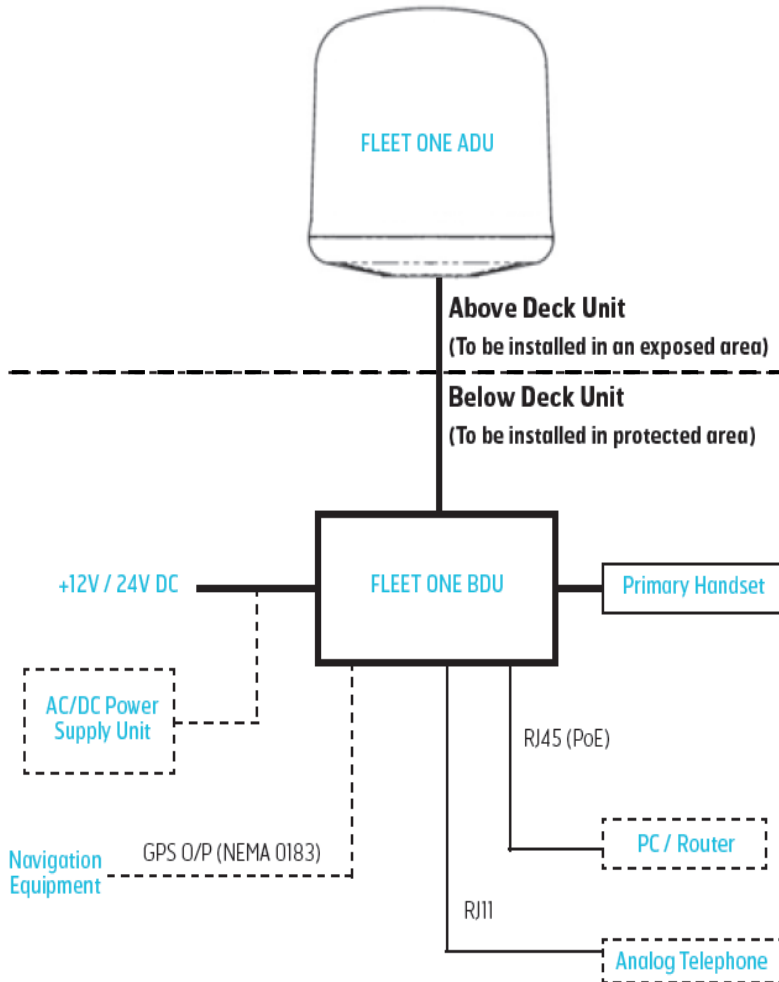 FLEET ONE ADU
Above Deck Unit
(To be installed in an exposed area)
Below Deck Unit
(To be installed in protected area)
+12V / 24V DC
FLEET ONE BDU
Primary Handset
AC/DC Power
Supply Unit
RJ45 (PoE)
GPS O/P (NEMA 0183)
Navigation
Equipment
PC / Router
RJ11
Analog Telephone